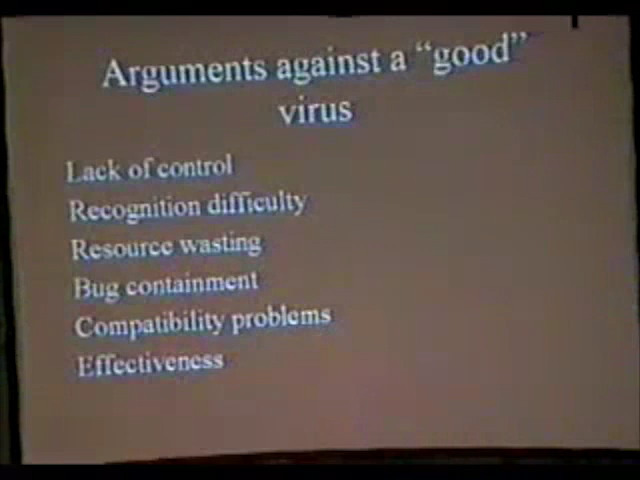 Arguments against a “good”
virus
Lack of control
Recognition difficulty
Resource wasting
Bug containment
Compatibility problems
Effectiveness